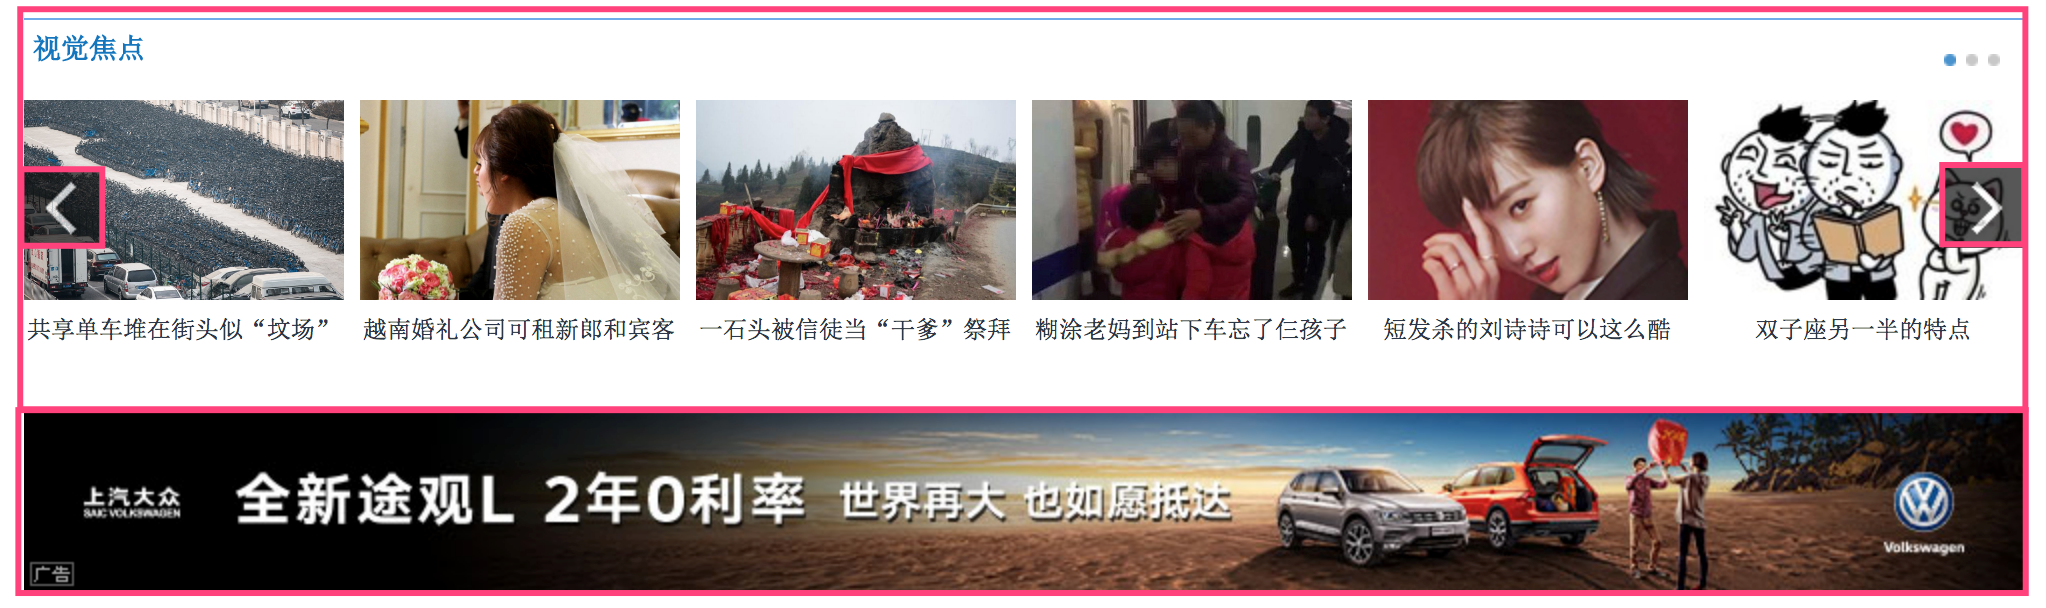 视觉焦点
共享单车堆在街头似“坟场”
越南婚礼公司可租新郎和宾客
一石头被信徒当“干爹”祭拜
糊涂老妈到站下车忘了仨孩子
短发杀的刘诗诗可以这么酷
双子座另一半的特点
上汽大众
SAIC VOLKSWAGEN
全新途观L 2年0利率 世界再大 也如愿抵达
Volkswagen
广告